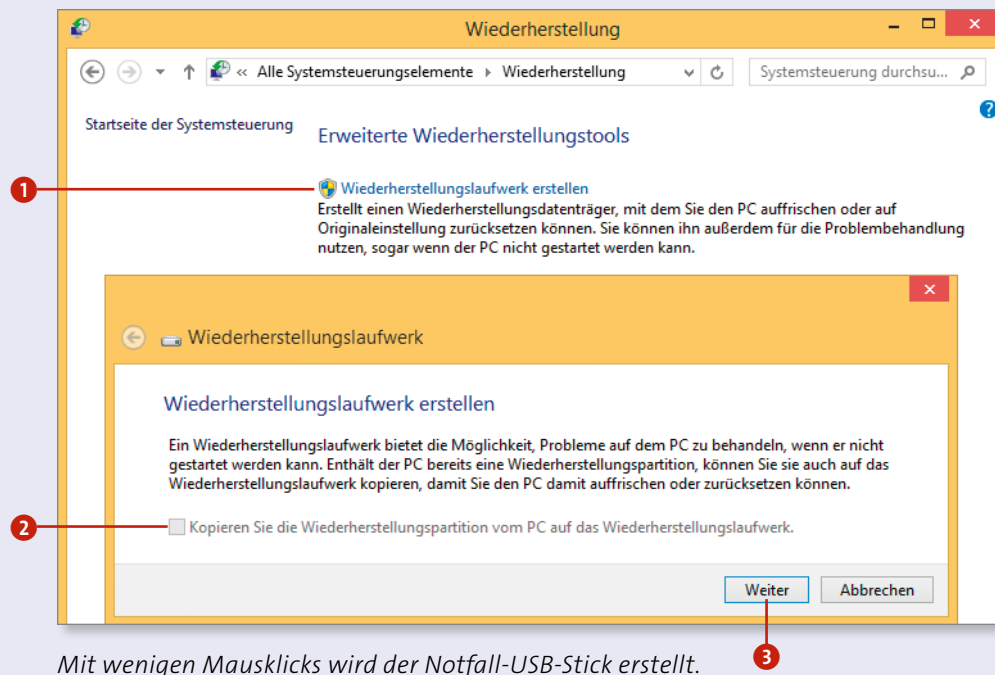 Wiederherstellung
« Alle Systemsteuerungselemente Wiederherstellung
Systemsteuerung durchsu...
Startseite der Systemsteuerung
Erweiterte Wiederherstellungstools
1
Wiederherstellungslaufwerk erstellen
Erstellt einen Wiederherstellungsdatenträger, mit dem Sie den PC auffrischen oder auf
Originaleinstellung zurücksetzen können. Sie können ihn außerdem für die Problembehandlung
nutzen, sogar wenn der PC nicht gestartet werden kann.
Wiederherstellungslaufwerk
Wiederherstellungslaufwerk erstellen
Ein Wiederherstellungslaufwerk bietet die Möglichkeit, Probleme auf dem PC zu behandeln, wenn er nicht
gestartet werden kann. Enthält der PC bereits eine Wiederherstellungspartition, können Sie sie auch auf das
Wiederherstellungslaufwerk kopieren, damit Sie den PC damit auffrischen oder zurücksetzen können.
2
Kopieren Sie die Wiederherstellungspartition vom PC auf das Wiederherstellungslaufwerk.
Weiter
Abbrechen
3
Mit wenigen Mausklicks wird der Notfall-USB-Stick erstellt.